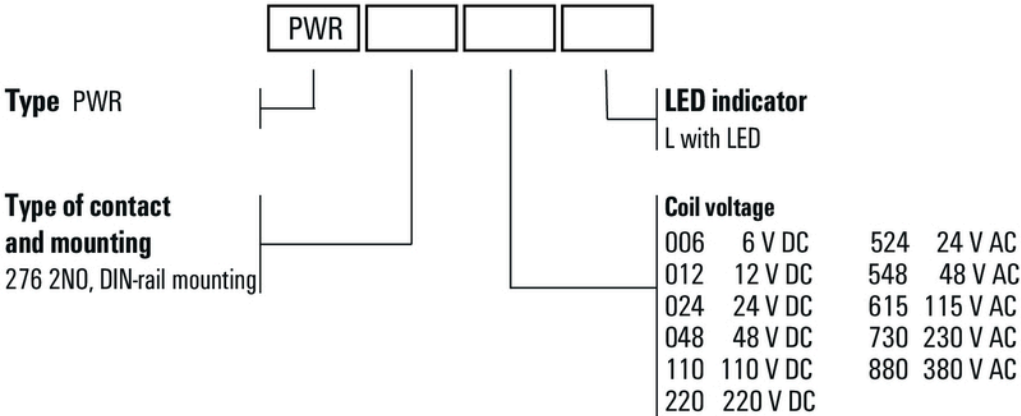 PWR
Type PWR
LED indicator
L with LED
Type of contact
and mounting
276 2NO, DIN-rail mounting
Coil voltage
006 6 V DC 524 24 V AC
012 12 V DC 548 48 V AC
024 24 V DC 615 115 V AC
048 48 V DC 730 230 V AC
110 110 V DC 880 380 V AC
220 220 V DC